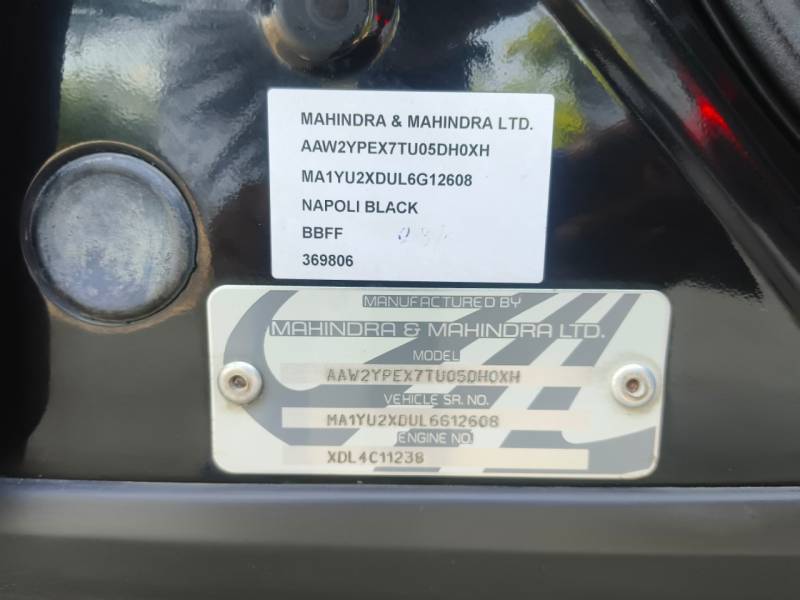 MAHINDRA & MAHINDRA LTD.
AAW2YPEX7TU05DH0XH
MA1YU2XDUL6G12608
NAPOLI BLACK
BBFF
369806
MANUFACTURED BY
MAHINDRA & MAHINDRA LTD.
MODEL
AAW2YPEX7TU05DH0XH
VEHICLE SR. NO.
MA1YU2XDUL6G12608
ENGINE NO.
XDL4C11238